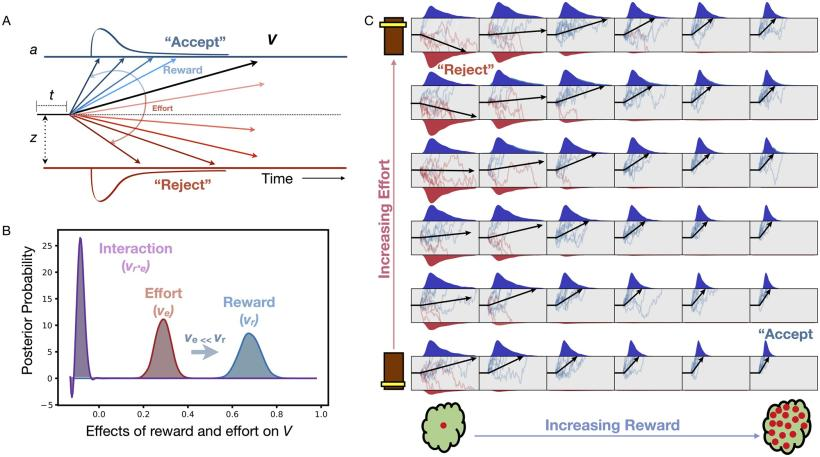 A
a
"Accept"
V
Reward
t
Effort
z
"Reject"
Time
B
Posterior Probability
25
20
15
10
5
0
−5
Interaction
(vr*e)
Effort
(ve)
ve << vr
Reward
(vr)
0.0 0.2 0.4 0.6 0.8 1.0
Effects of reward and effort on V
C
"Reject"
Increasing Effort
"Accept
Increasing Reward